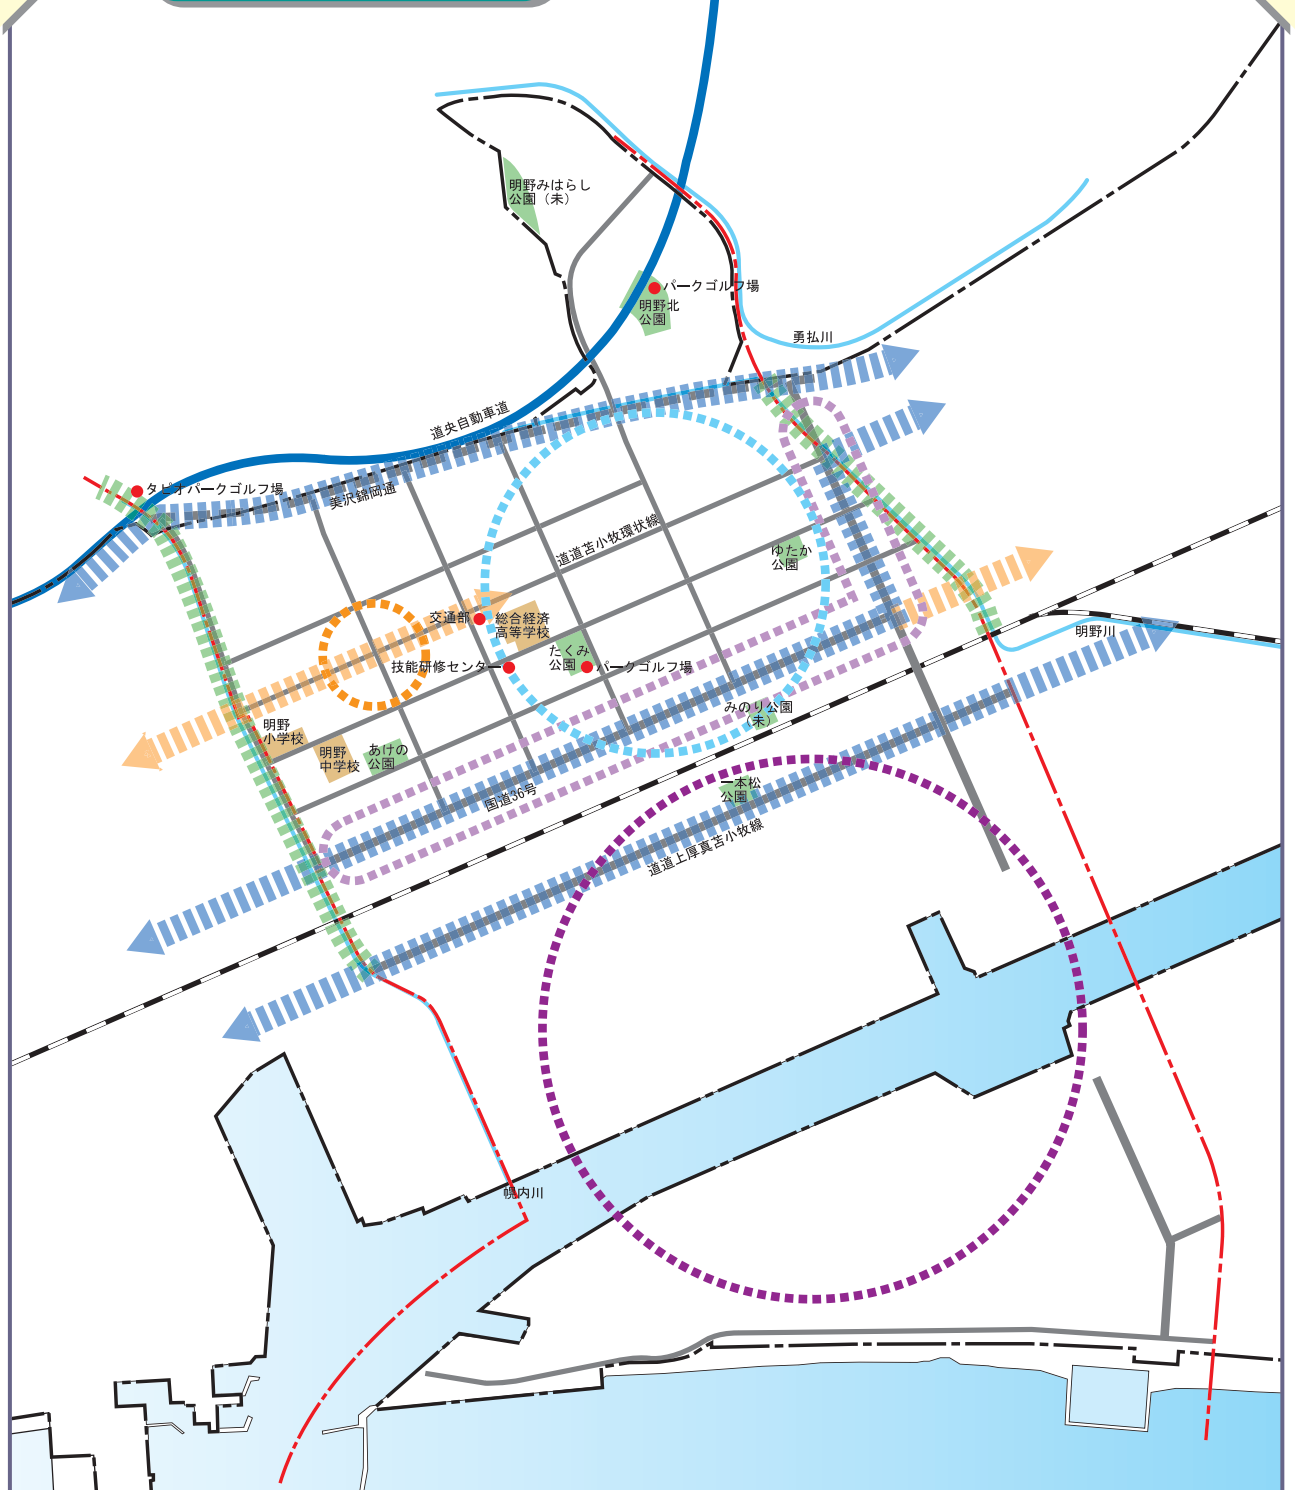 明野みはらし
公園（未）
パークゴルフ場
明野北
公園
勇払川
道央自動車道
タピオパークゴルフ場
美沢錦岡通
道道苫小牧環状線
ゆたか
公園
交通部
総合経済
高等学校
明野川
たくみ
公園
パークゴルフ場
技能研修センター
みのり公園
（未）
明野
小学校
明野
中学校
あけの
公園
国道36号
一本松
公園
道道上厚真苫小牧線
幌内川